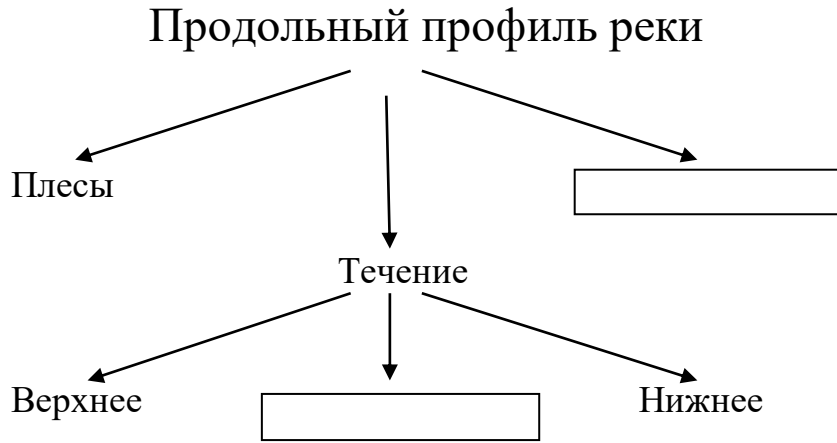 Продольный профиль реки
Плесы
Течение
Верхнее
Нижнее